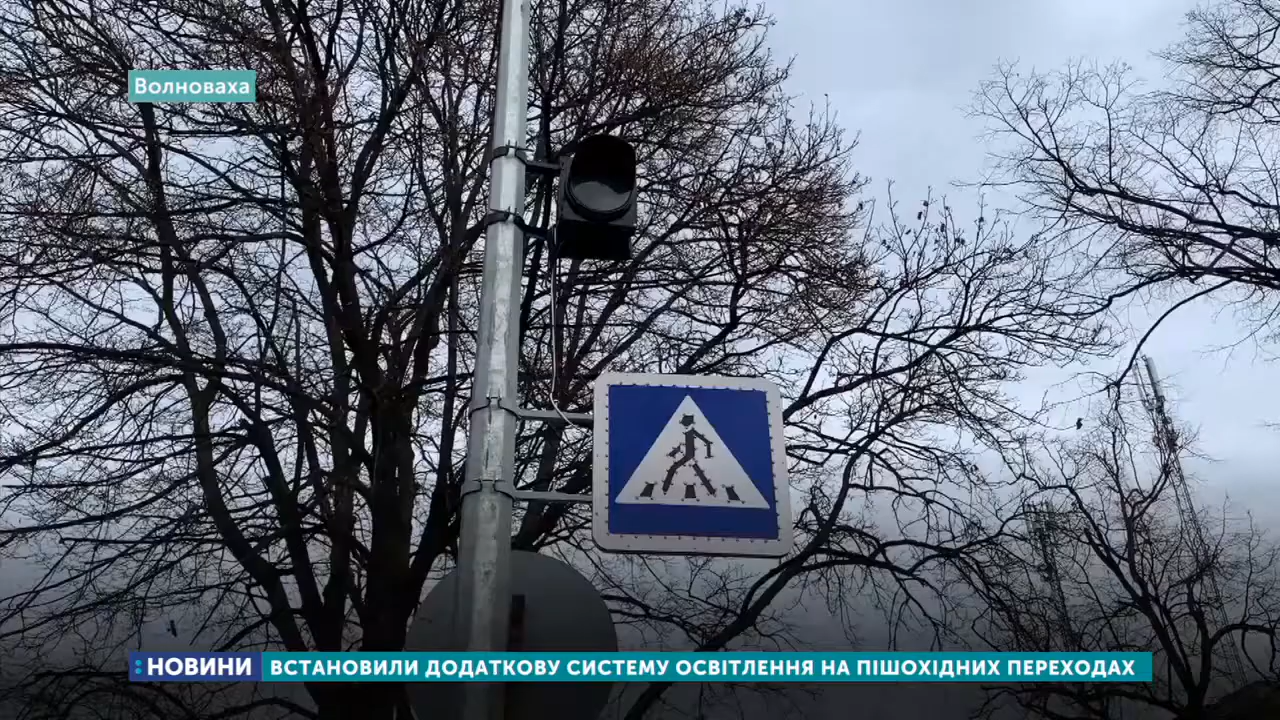 Волноваха
НОВИНИ ВСТАНОВИЛИ ДОДАТКОВУ СИСТЕМУ ОСВІТЛЕННЯ НА ПІШОХІДНИХ ПЕРЕХОДАХ